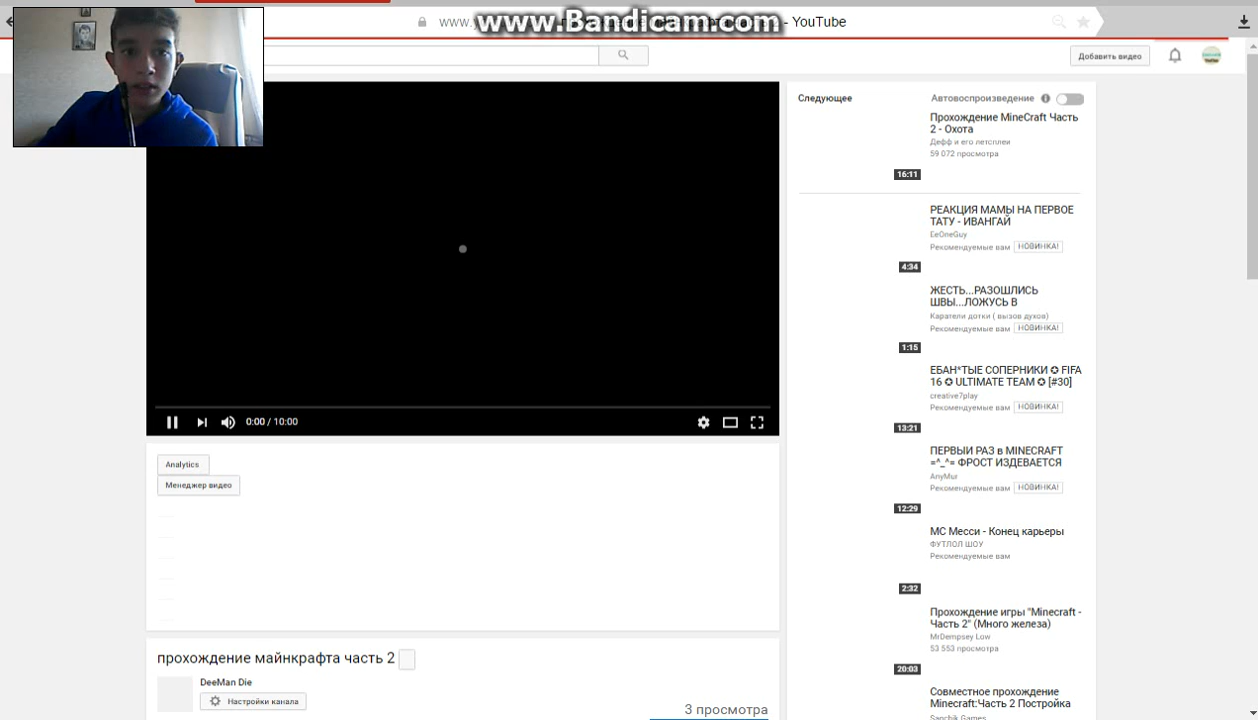 www.
www.Bandicam.com
- YouTube
Добавить видео
Следующее
Автовоспроизведение
Прохождение MineCraft Часть
2 - Охота
Дефф и его летсплеи
59 072 просмотра
16:11
РЕАКЦИЯ МАМЫ НА ПЕРВОЕ
ТАТУ - ИВАНГАЙ
EeOneGuy
Рекомендуемые вам НОВИНКА!
4:34
ЖЕСТЬ...РАЗОШЛИСЬ
ШВЫ...ЛОЖУСЬ В
Каратели дотки ( вызов духов)
Рекомендуемые вам НОВИНКА!
1:15
ЕБАН*ТЫЕ СОПЕРНИКИ ✪ FIFA
16 ✪ ULTIMATE TEAM ✪ [#30]
creative7play
Рекомендуемые вам НОВИНКА!
13:21
ПЕРВЫЙ РАЗ в MINECRAFT
=^_^= ФРОСТ ИЗДЕВАЕТСЯ
AnyMur
Рекомендуемые вам НОВИНКА!
12:29
МС Месси - Конец карьеры
ФУТЛОЛ ШОУ
Рекомендуемые вам
2:32
Прохождение игры "Minecraft -
Часть 2" (Много железа)
MrDempsey Low
53 553 просмотра
20:03
Совместное прохождение
Minecraft:Часть 2 Постройка
Sanchik Games
0:00 / 10:00
Analytics
Менеджер видео
прохождение майнкрафта часть 2
DeeMan Die
Настройки канала
3 просмотра